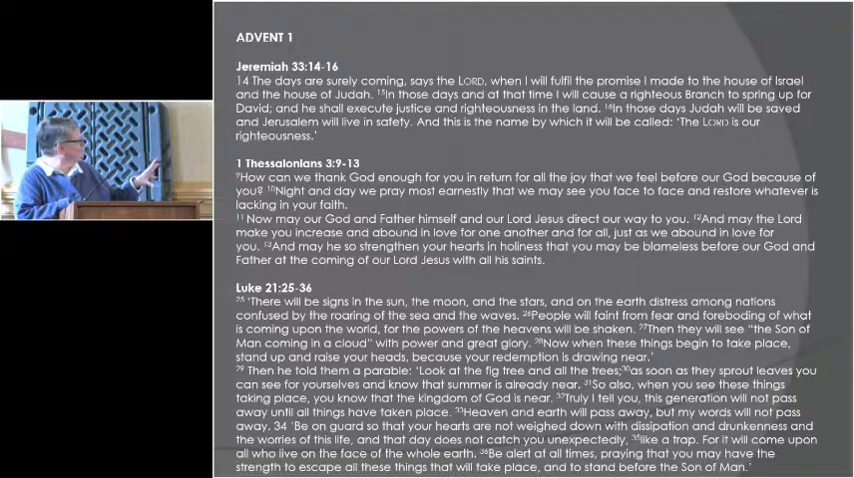 ADVENT 1
Jeremiah 33:14-16
14 The days are surely coming, says the LORD, when I will fulfil the promise I made to the house of Israel
and the house of Judah. 15In those days and at that time I will cause a righteous Branch to spring up for
David; and he shall execute justice and righteousness in the land. 16In those days Judah will be saved
and Jerusalem will live in safety. And this is the name by which it will be called: ‘The LORD is our
righteousness.’
1 Thessalonians 3:9-13
9How can we thank God enough for you in return for all the joy that we feel before our God because of
you? 10Night and day we pray most earnestly that we may see you face to face and restore whatever is
lacking in your faith.
11 Now may our God and Father himself and our Lord Jesus direct our way to you. 12And may the Lord
make you increase and abound in love for one another and for all, just as we abound in love for
you. 13And may he so strengthen your hearts in holiness that you may be blameless before our God and
Father at the coming of our Lord Jesus with all his saints.
Luke 21:25-36
25 ‘There will be signs in the sun, the moon, and the stars, and on the earth distress among nations
confused by the roaring of the sea and the waves. 26People will faint from fear and foreboding of what
is coming upon the world, for the powers of the heavens will be shaken. 27Then they will see “the Son of
Man coming in a cloud” with power and great glory. 28Now when these things begin to take place,
stand up and raise your heads, because your redemption is drawing near.’
29 Then he told them a parable: ‘Look at the fig tree and all the trees;30as soon as they sprout leaves you
can see for yourselves and know that summer is already near. 31So also, when you see these things
taking place, you know that the kingdom of God is near. 32Truly I tell you, this generation will not pass
away until all things have taken place. 33Heaven and earth will pass away, but my words will not pass
away. 34 ‘Be on guard so that your hearts are not weighed down with dissipation and drunkenness and
the worries of this life, and that day does not catch you unexpectedly, 35like a trap. For it will come upon
all who live on the face of the whole earth. 36Be alert at all times, praying that you may have the
strength to escape all these things that will take place, and to stand before the Son of Man.’